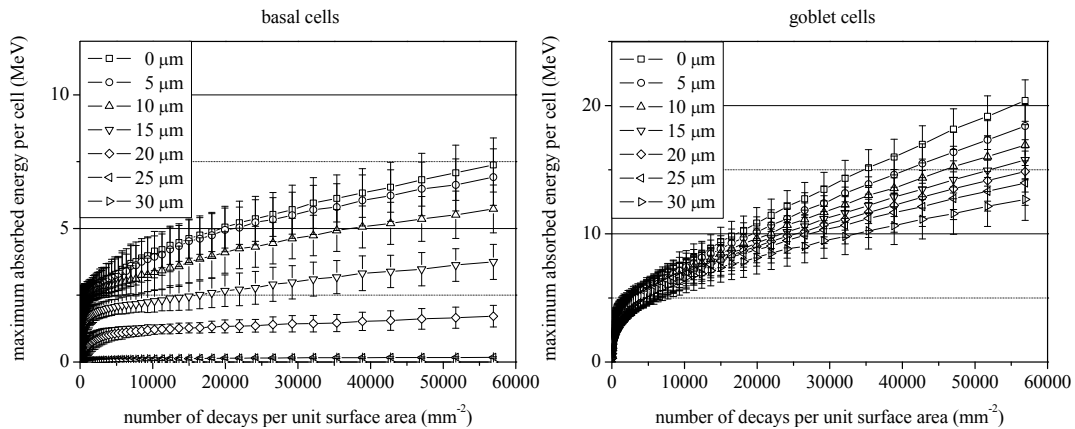 basal cells
maximum absorbed energy per cell (MeV)
10
5
0
0 μm
5 μm
10 μm
15 μm
20 μm
25 μm
30 μm
0 10000 20000 30000 40000 50000 60000
number of decays per unit surface area (mm⁻²)
goblet cells
maximum absorbed energy per cell (MeV)
20
10
0
0 μm
5 μm
10 μm
15 μm
20 μm
25 μm
30 μm
0 10000 20000 30000 40000 50000 60000
number of decays per unit surface area (mm⁻²)